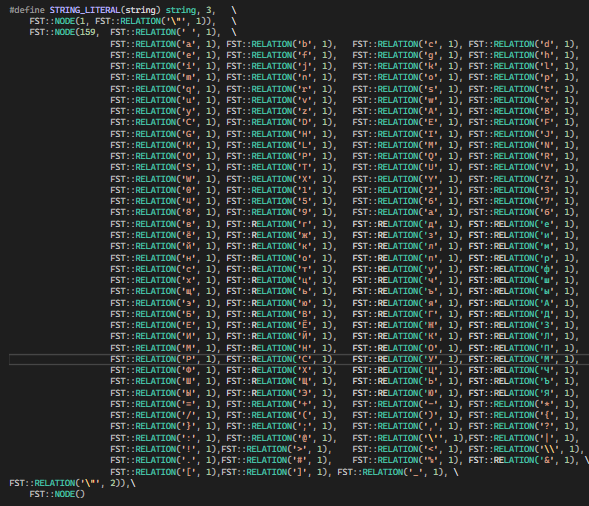 #define STRING_LITERAL(string) string, 3, \
FST::NODE(1, FST::RELATION('\"', 1)), \
FST::NODE(159, FST::RELATION(' ', 1), \
FST::RELATION('a', 1), FST::RELATION('b', 1), FST::RELATION('c', 1), FST::RELATION('d', 1),
FST::RELATION('e', 1), FST::RELATION('f', 1), FST::RELATION('g', 1), FST::RELATION('h', 1),
FST::RELATION('i', 1), FST::RELATION('j', 1), FST::RELATION('k', 1), FST::RELATION('l', 1),
FST::RELATION('m', 1), FST::RELATION('n', 1), FST::RELATION('o', 1), FST::RELATION('p', 1),
FST::RELATION('q', 1), FST::RELATION('r', 1), FST::RELATION('s', 1), FST::RELATION('t', 1),
FST::RELATION('u', 1), FST::RELATION('v', 1), FST::RELATION('w', 1), FST::RELATION('x', 1),
FST::RELATION('y', 1), FST::RELATION('z', 1), FST::RELATION('A', 1), FST::RELATION('B', 1),
FST::RELATION('C', 1), FST::RELATION('D', 1), FST::RELATION('E', 1), FST::RELATION('F', 1),
FST::RELATION('G', 1), FST::RELATION('H', 1), FST::RELATION('I', 1), FST::RELATION('J', 1),
FST::RELATION('K', 1), FST::RELATION('L', 1), FST::RELATION('M', 1), FST::RELATION('N', 1),
FST::RELATION('O', 1), FST::RELATION('P', 1), FST::RELATION('Q', 1), FST::RELATION('R', 1),
FST::RELATION('S', 1), FST::RELATION('T', 1), FST::RELATION('U', 1), FST::RELATION('V', 1),
FST::RELATION('W', 1), FST::RELATION('X', 1), FST::RELATION('Y', 1), FST::RELATION('Z', 1),
FST::RELATION('0', 1), FST::RELATION('1', 1), FST::RELATION('2', 1), FST::RELATION('3', 1),
FST::RELATION('4', 1), FST::RELATION('5', 1), FST::RELATION('6', 1), FST::RELATION('7', 1),
FST::RELATION('8', 1), FST::RELATION('9', 1), FST::RELATION('а', 1), FST::RELATION('б', 1),
FST::RELATION('в', 1), FST::RELATION('г', 1), FST::RELATION('д', 1), FST::RELATION('е', 1),
FST::RELATION('ё', 1), FST::RELATION('ж', 1), FST::RELATION('з', 1), FST::RELATION('и', 1),
FST::RELATION('й', 1), FST::RELATION('к', 1), FST::RELATION('л', 1), FST::RELATION('м', 1),
FST::RELATION('н', 1), FST::RELATION('о', 1), FST::RELATION('п', 1), FST::RELATION('р', 1),
FST::RELATION('с', 1), FST::RELATION('т', 1), FST::RELATION('у', 1), FST::RELATION('ф', 1),
FST::RELATION('х', 1), FST::RELATION('ц', 1), FST::RELATION('ч', 1), FST::RELATION('ш', 1),
FST::RELATION('щ', 1), FST::RELATION('ь', 1), FST::RELATION('ъ', 1), FST::RELATION('ы', 1),
FST::RELATION('э', 1), FST::RELATION('ю', 1), FST::RELATION('я', 1), FST::RELATION('А', 1),
FST::RELATION('Б', 1), FST::RELATION('В', 1), FST::RELATION('Г', 1), FST::RELATION('Д', 1),
FST::RELATION('Е', 1), FST::RELATION('Ё', 1), FST::RELATION('Ж', 1), FST::RELATION('З', 1),
FST::RELATION('И', 1), FST::RELATION('Й', 1), FST::RELATION('К', 1), FST::RELATION('Л', 1),
FST::RELATION('М', 1), FST::RELATION('Н', 1), FST::RELATION('О', 1), FST::RELATION('П', 1),
FST::RELATION('Р', 1), FST::RELATION('С', 1), FST::RELATION('У', 1), FST::RELATION('М', 1),
FST::RELATION('Ф', 1), FST::RELATION('Х', 1), FST::RELATION('Ц', 1), FST::RELATION('Ч', 1),
FST::RELATION('Ш', 1), FST::RELATION('Щ', 1), FST::RELATION('Ь', 1), FST::RELATION('Ъ', 1),
FST::RELATION('Ы', 1), FST::RELATION('Э', 1), FST::RELATION('Ю', 1), FST::RELATION('Я', 1),
FST::RELATION('=', 1), FST::RELATION('+', 1), FST::RELATION('-', 1), FST::RELATION('*', 1),
FST::RELATION('/', 1), FST::RELATION('(', 1), FST::RELATION(')', 1), FST::RELATION('{', 1),
FST::RELATION('}', 1), FST::RELATION(';', 1), FST::RELATION(',', 1), FST::RELATION('?', 1),
FST::RELATION(':', 1), FST::RELATION('@', 1), FST::RELATION('\'', 1),FST::RELATION('|', 1),
FST::RELATION('!', 1),FST::RELATION('>', 1), FST::RELATION('<', 1), FST::RELATION('\\', 1),
FST::RELATION('.', 1), FST::RELATION('#', 1), FST::RELATION('%', 1), FST::RELATION('&', 1), \
FST::RELATION('[', 1),FST::RELATION(']', 1), FST::RELATION('_', 1), \
FST::RELATION('\"', 2)),\
FST::NODE()